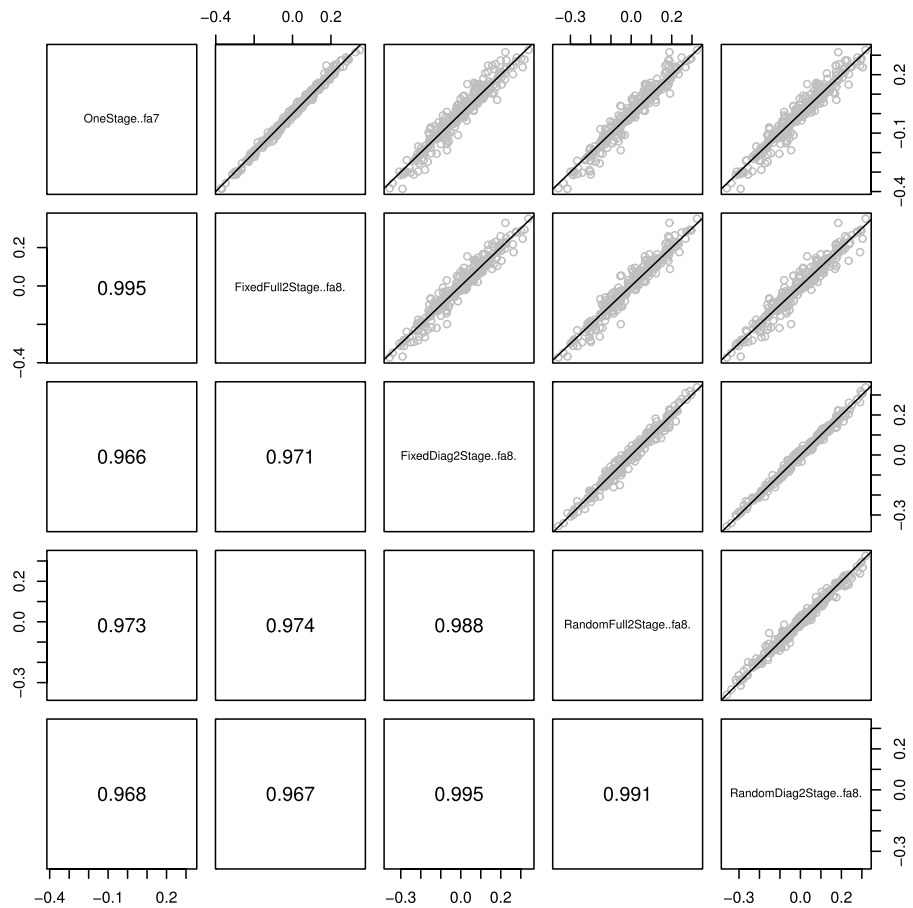 −0.4 0.0 0.2 −0.3 0.0 0.2
OneStage..fa7 −0.4 −0.1 0.2
−0.4 0.0 0.2 0.995 FixedFull2Stage..fa8.
0.966 0.971 FixedDiag2Stage..fa8. −0.3 0.0 0.2
−0.3 0.0 0.2 0.973 0.974 0.988 RandomFull2Stage..fa8.
0.968 0.967 0.995 0.991 RandomDiag2Stage..fa8. −0.3 0.0 0.2
−0.4 −0.1 0.2 −0.3 0.0 0.2 −0.3 0.0 0.2